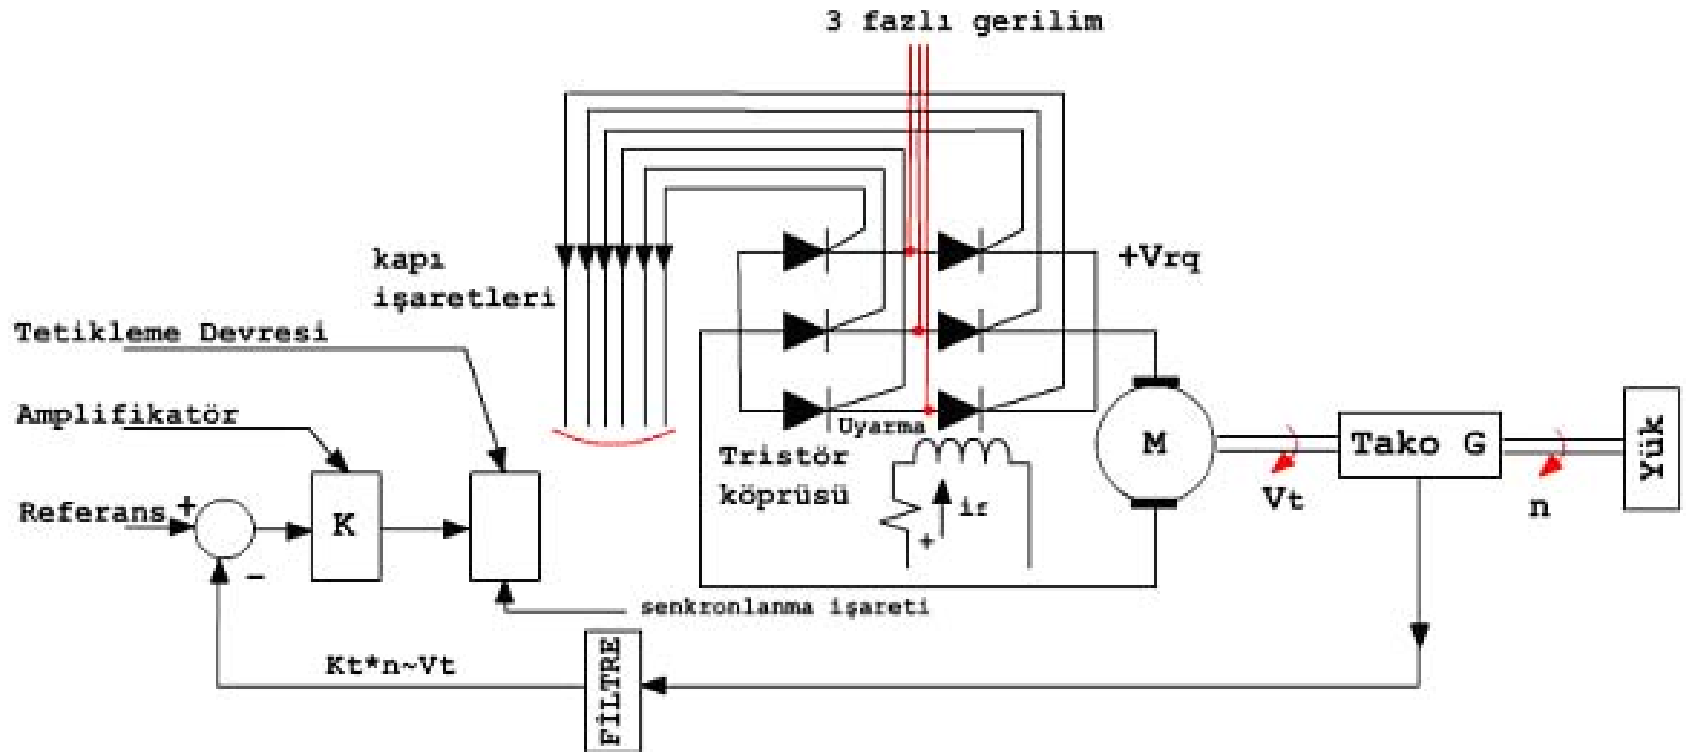 3 fazlı gerilim
kapı
işaretleri
+Vrq
Tetikleme Devresi
Amplifikatör
Uyarma
Tristör
köprüsü
M
Tako G
Yük
Vt
n
Referans
+
K
if
+
-
senkronlanma işareti
Kt*n~Vt
FİLTRE